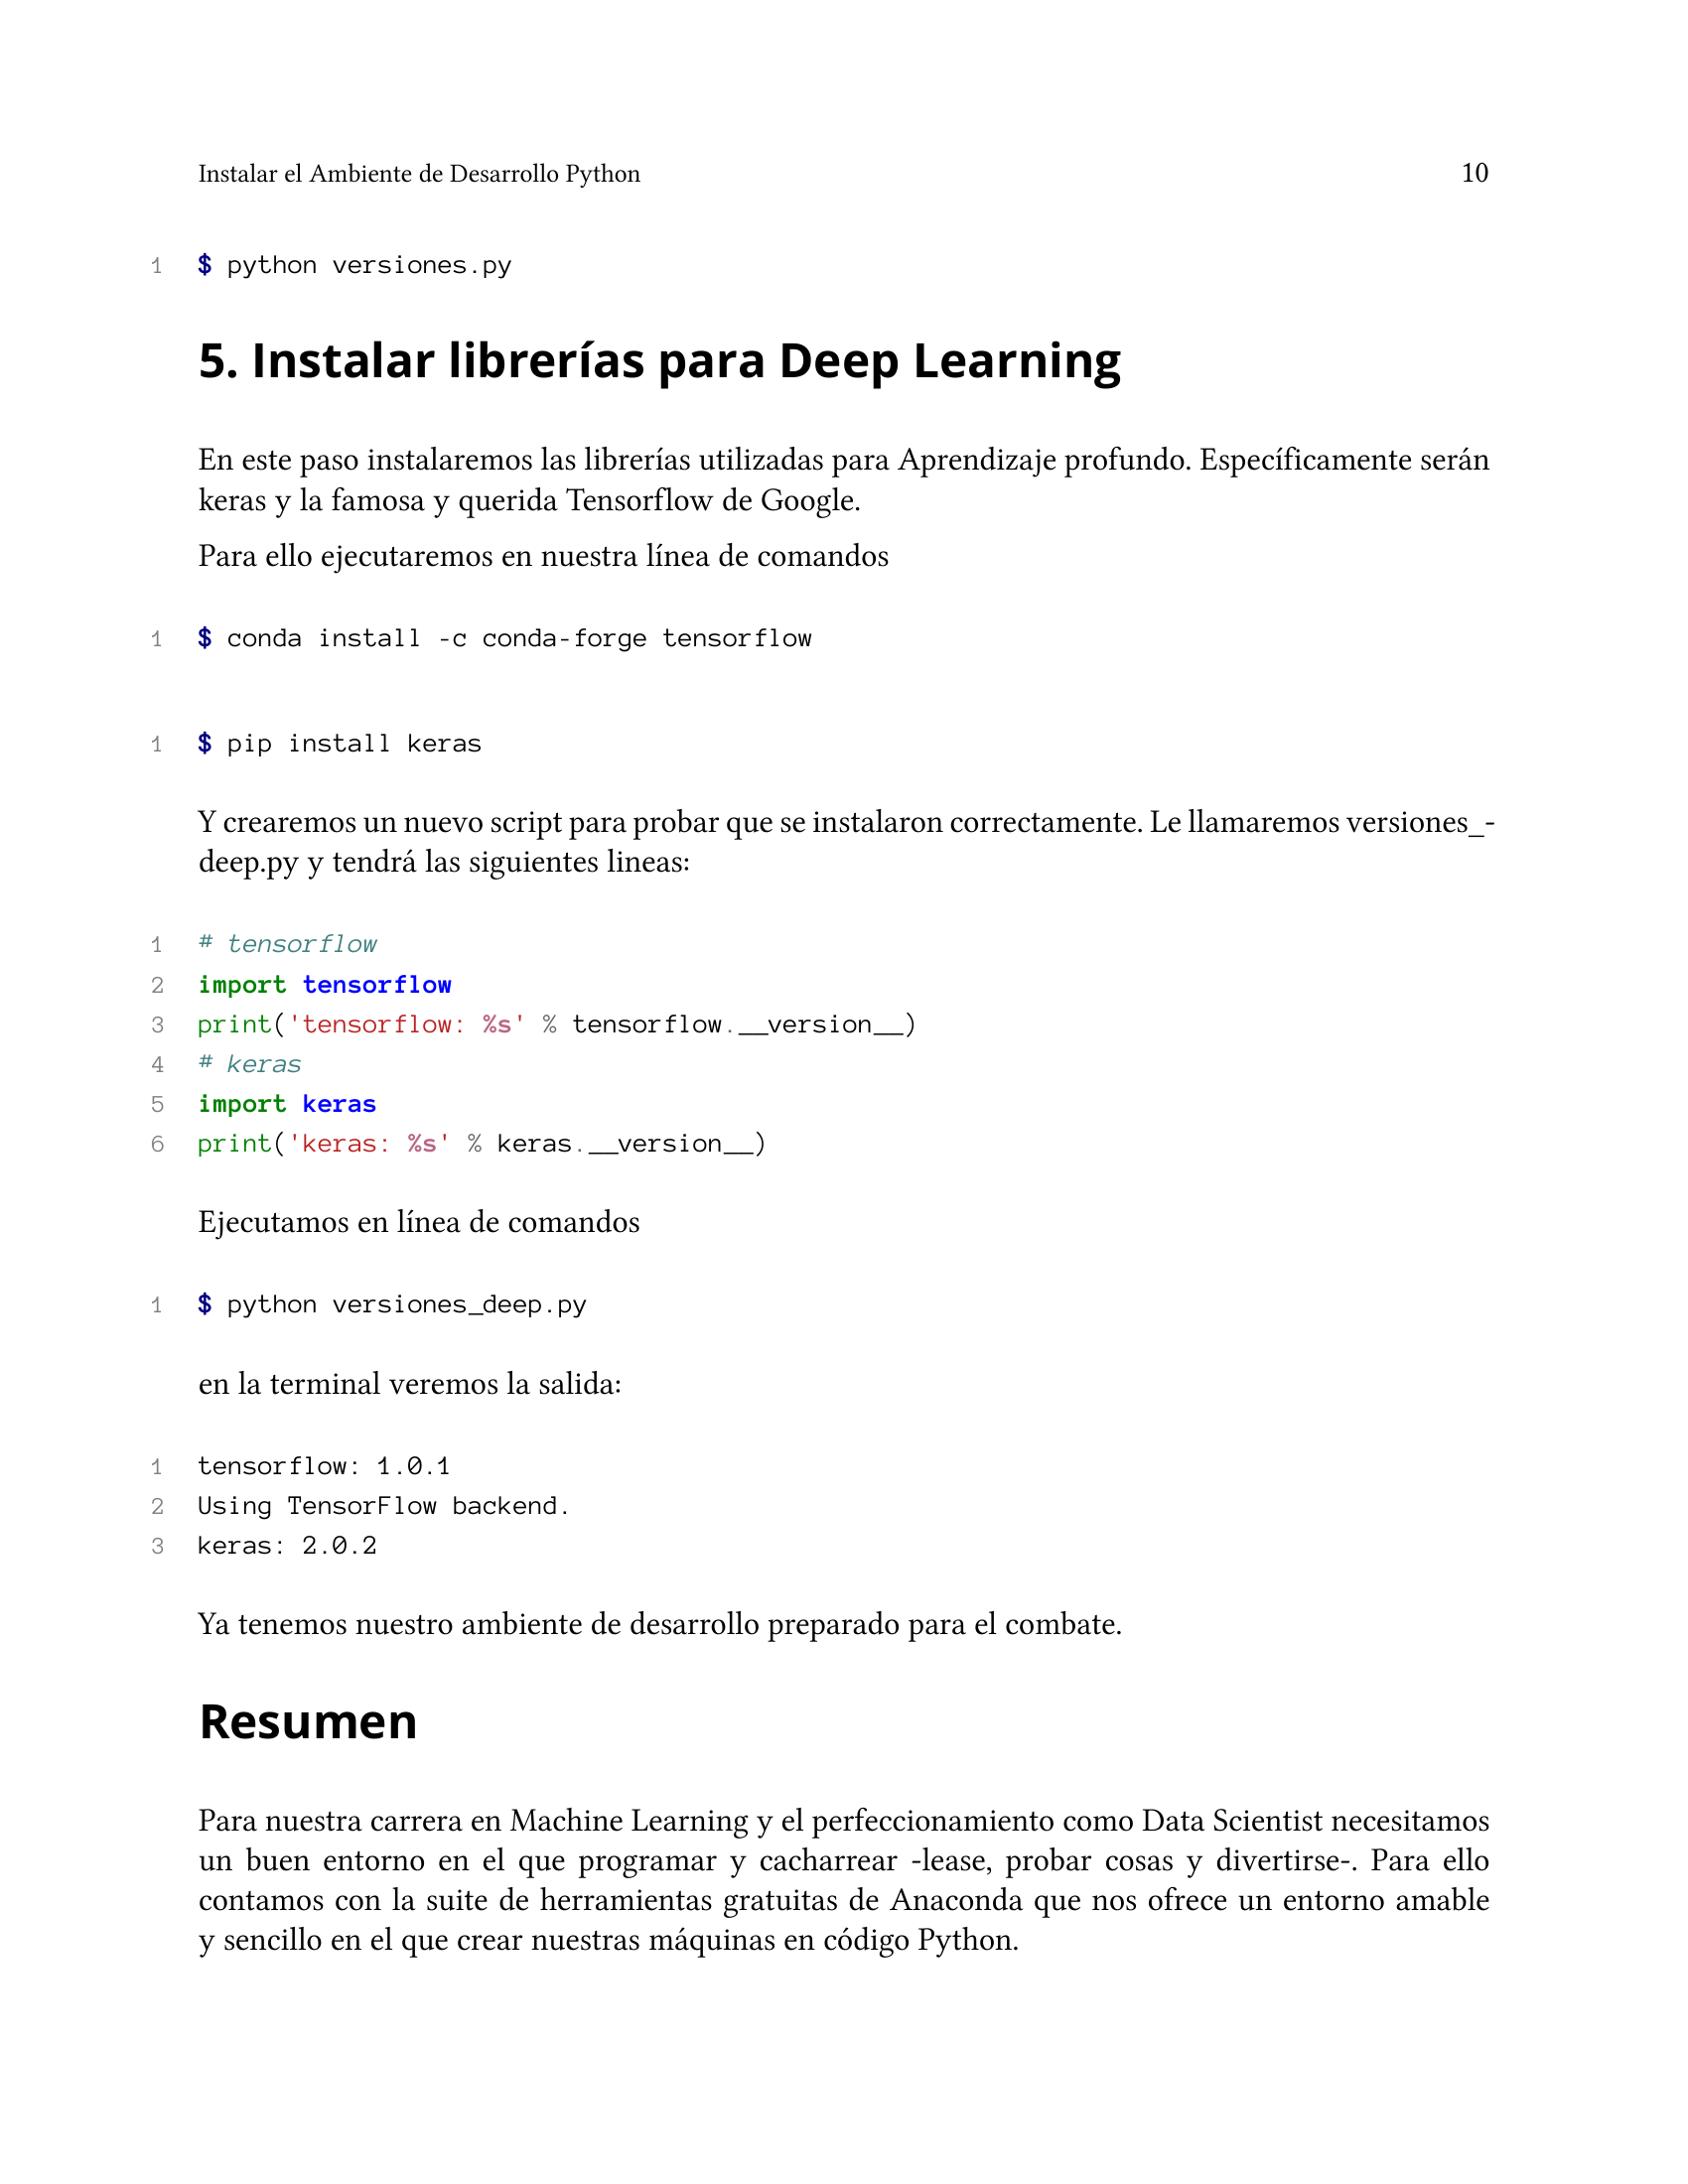 Instalar el Ambiente de Desarrollo Python 10
1 $ python versiones.py
5. Instalar librerías para Deep Learning
En este paso instalaremos las librerías utilizadas para Aprendizaje profundo. Específicamente serán
keras y la famosa y querida Tensorflow de Google.
Para ello ejecutaremos en nuestra línea de comandos
1 $ conda install -c conda-forge tensorflow
1 $ pip install keras
Y crearemos un nuevo script para probar que se instalaron correctamente. Le llamaremos versiones_-
deep.py y tendrá las siguientes lineas:
1 # tensorflow
2 import tensorflow
3 print('tensorflow: %s' % tensorflow.__version__)
4 # keras
5 import keras
6 print('keras: %s' % keras.__version__)
Ejecutamos en línea de comandos
1 $ python versiones_deep.py
en la terminal veremos la salida:
1 tensorflow: 1.0.1
2 Using TensorFlow backend.
3 keras: 2.0.2
Ya tenemos nuestro ambiente de desarrollo preparado para el combate.
Resumen
Para nuestra carrera en Machine Learning y el perfeccionamiento como Data Scientist necesitamos
un buen entorno en el que programar y cacharrear -lease, probar cosas y divertirse-. Para ello
contamos con la suite de herramientas gratuitas de Anaconda que nos ofrece un entorno amable
y sencillo en el que crear nuestras máquinas en código Python.